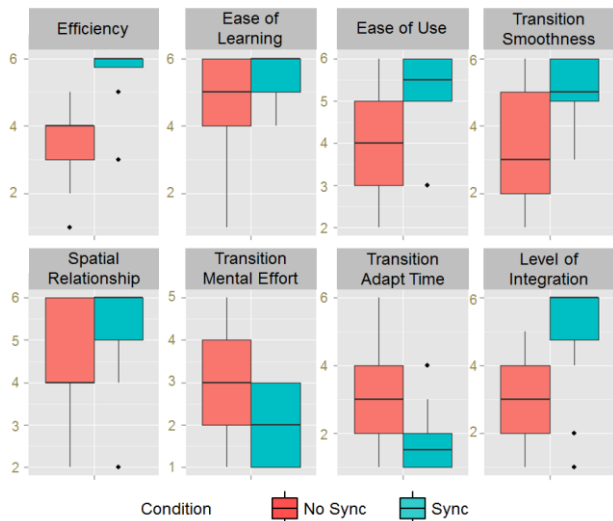 Efficiency
Ease of
Learning
Ease of Use
Transition
Smoothness
6
4
2
6
4
2
6
5
4
3
2
6
4
2
Spatial
Relationship
Transition
Mental Effort
Transition
Adapt Time
Level of
Integration
6
5
4
3
2
5
4
3
2
1
6
4
2
6
4
2
Condition No Sync Sync